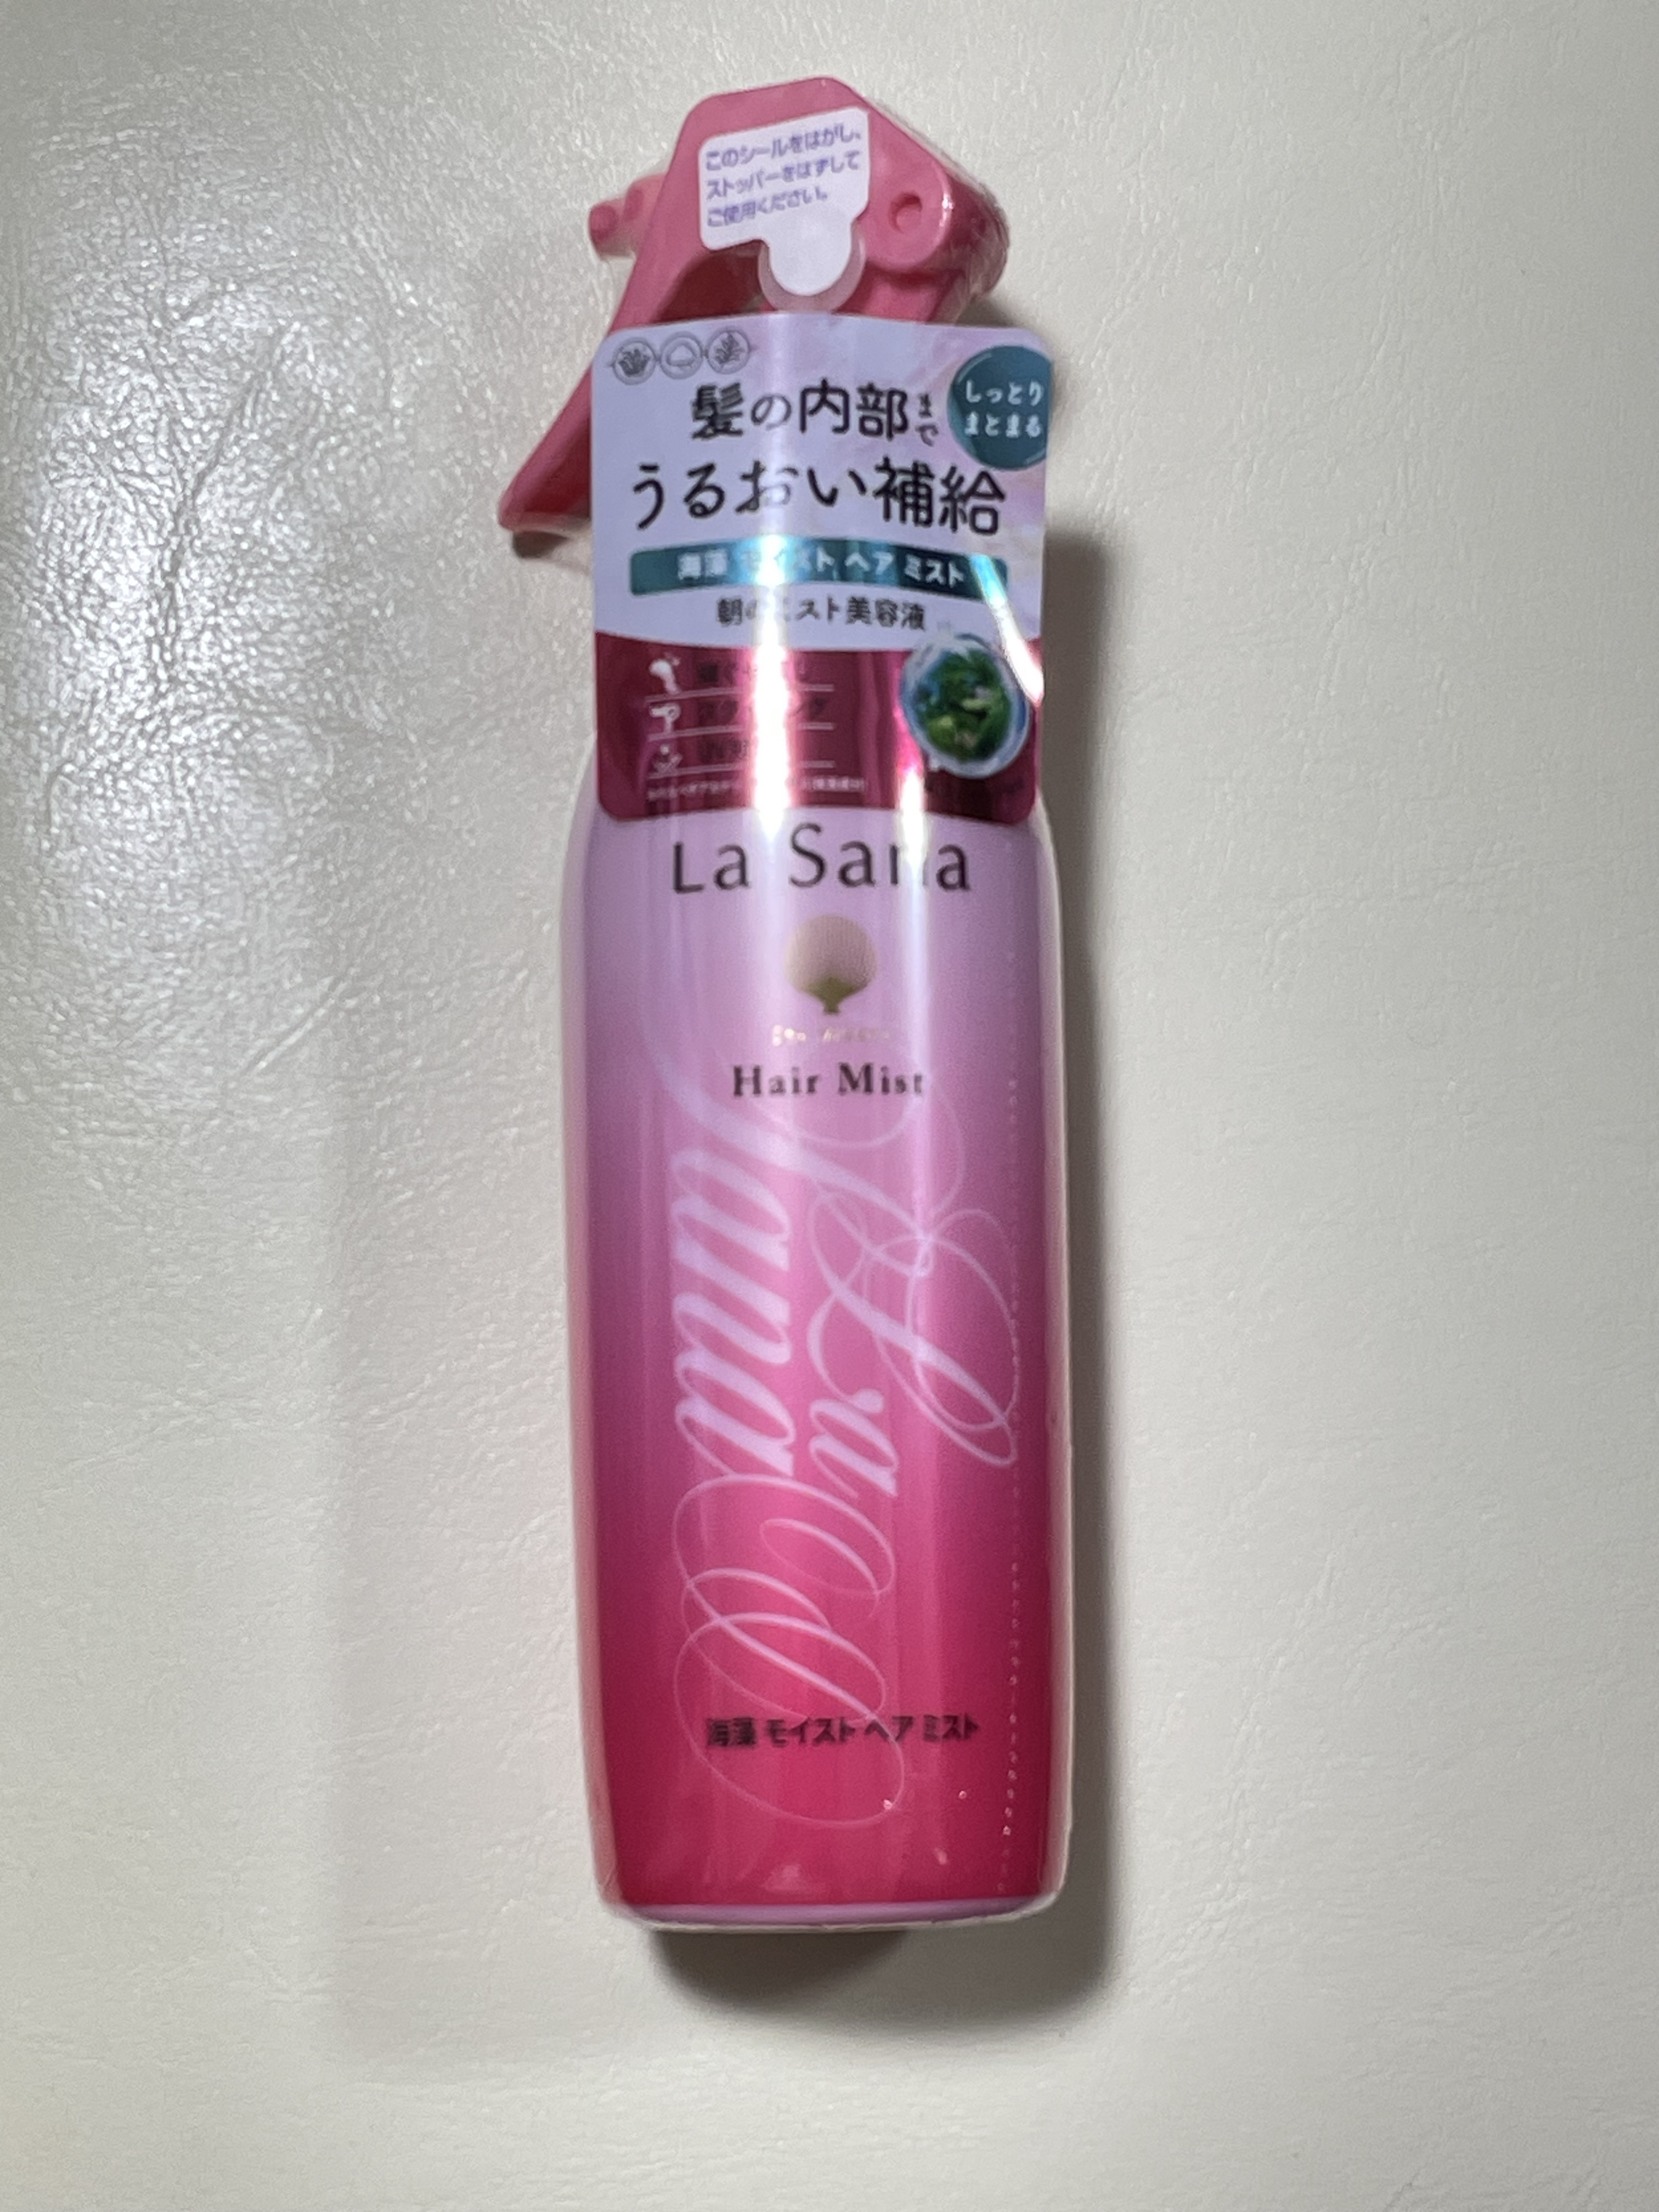 このシールをはがし、
ストッパーをはずして
ご使用ください。
髪の内部まで
しっとり
まとまる
うるおい補給
海藻 モイスト ヘア ミスト
朝のミスト美容液
La Sana
Hair Mist
La
Sana
海藻 モイスト ヘア ミスト